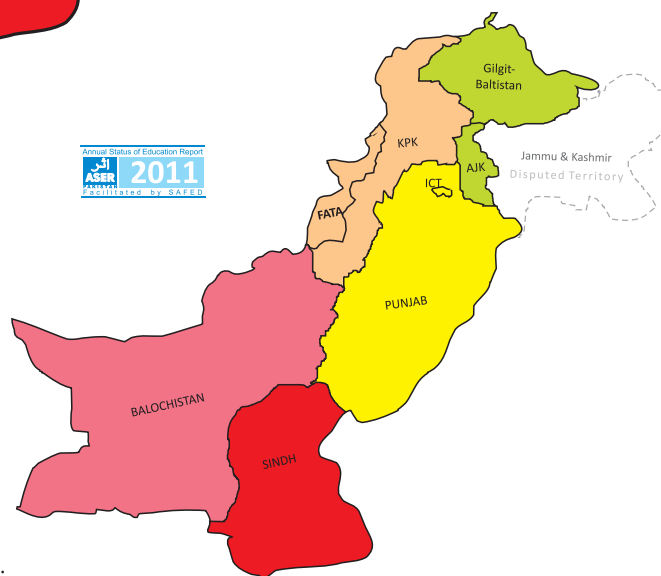 Gilgit-
Baltistan
KPK
Jammu & Kashmir
AJK
Disputed Territory
ICT
Annual Status of Education Report
اثر
ASER
2011
Facilitated by SAFED
FATA
PUNJAB
BALOCHISTAN
SINDH